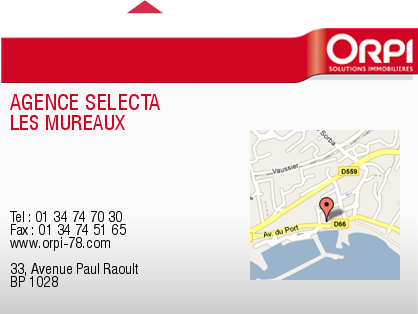 ORPI
SOLUTIONS IMMOBILIÈRES
AGENCE SELECTA
LES MUREAUX
Sorba
Vaussier
D559
Av. du Port
D66
Tel : 01 34 74 70 30
Fax : 01 34 74 51 65
www.orpi-78.com
33, Avenue Paul Raoult
BP 1028